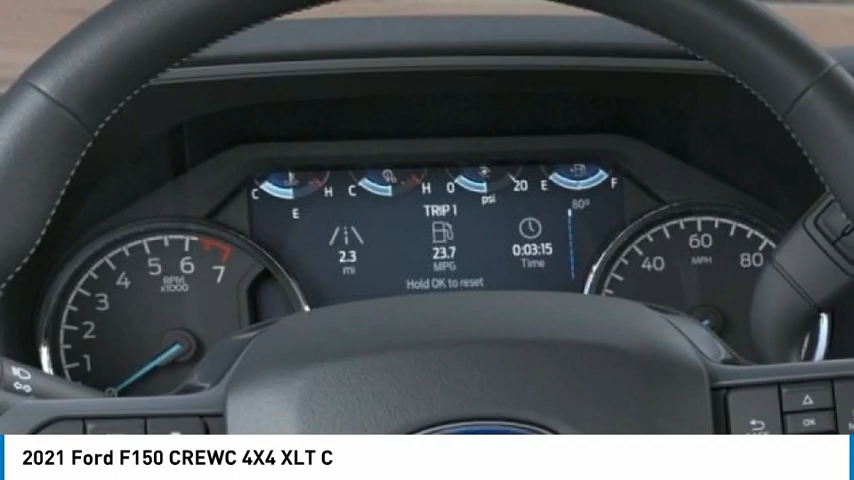 C H C H 0 20 E F
psi
E
TRIP 1
80°
2.3
mi
23.7
MPG
0:03:15
Time
Hold OK to reset
1 2 3 4 5 6 7
RPM
x1000
40 60 80
MPH
OK
2021 Ford F150 CREWC 4X4 XLT C